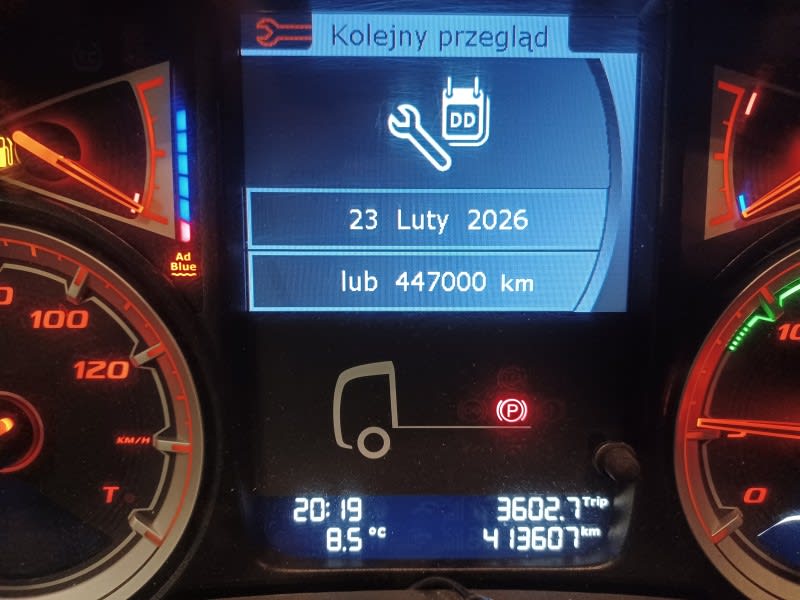 Kolejny przegląd
DD
23 Luty 2026
lub 447000 km
Ad
Blue
100
120
KM/H
T
P
20:19
3602.7 Trip
8.5 °C
413607 km
0